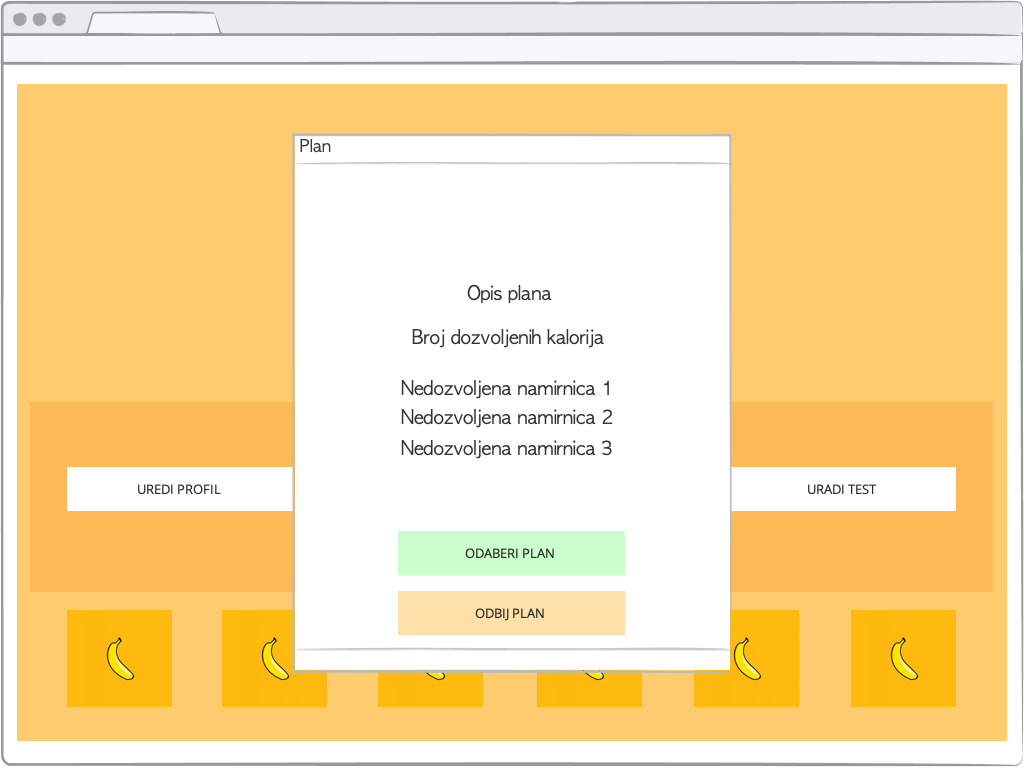 Plan
Opis plana
Broj dozvoljenih kalorija
Nedozvoljena namirnica 1
Nedozvoljena namirnica 2
Nedozvoljena namirnica 3
UREDI PROFIL
URADI TEST
ODABERI PLAN
ODBIJ PLAN